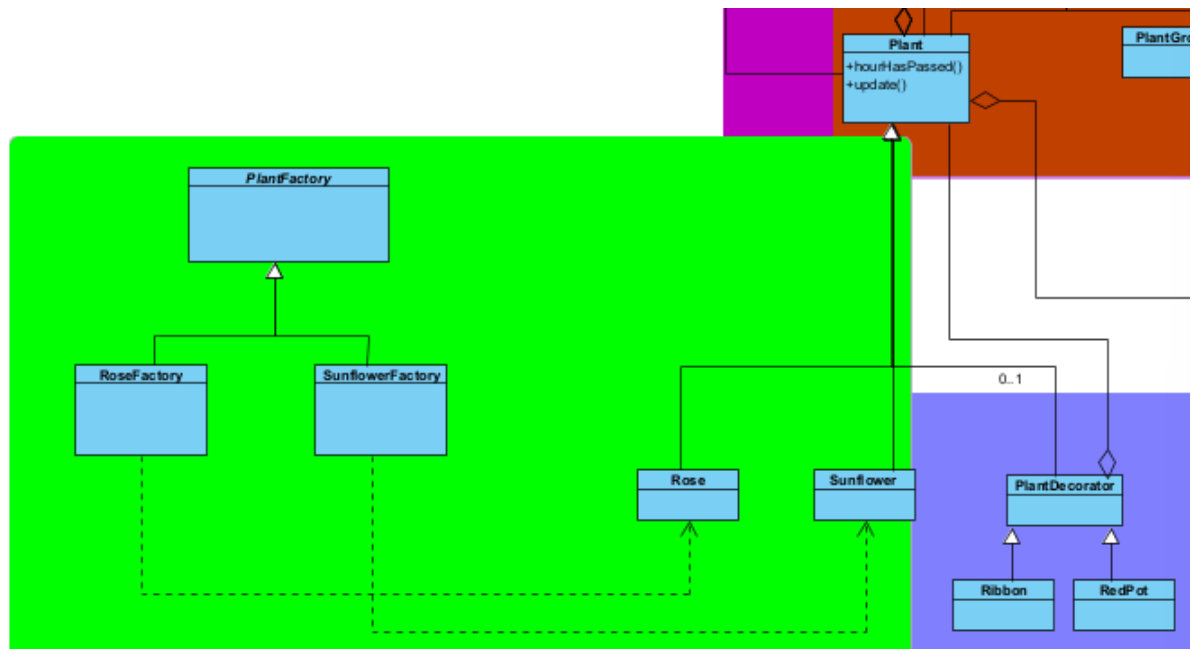 Plant
+hourHasPassed()
+update()
PlantGro
PlantFactory
RoseFactory
SunflowerFactory
0..1
Rose
Sunflower
PlantDecorator
Ribbon
RedPot